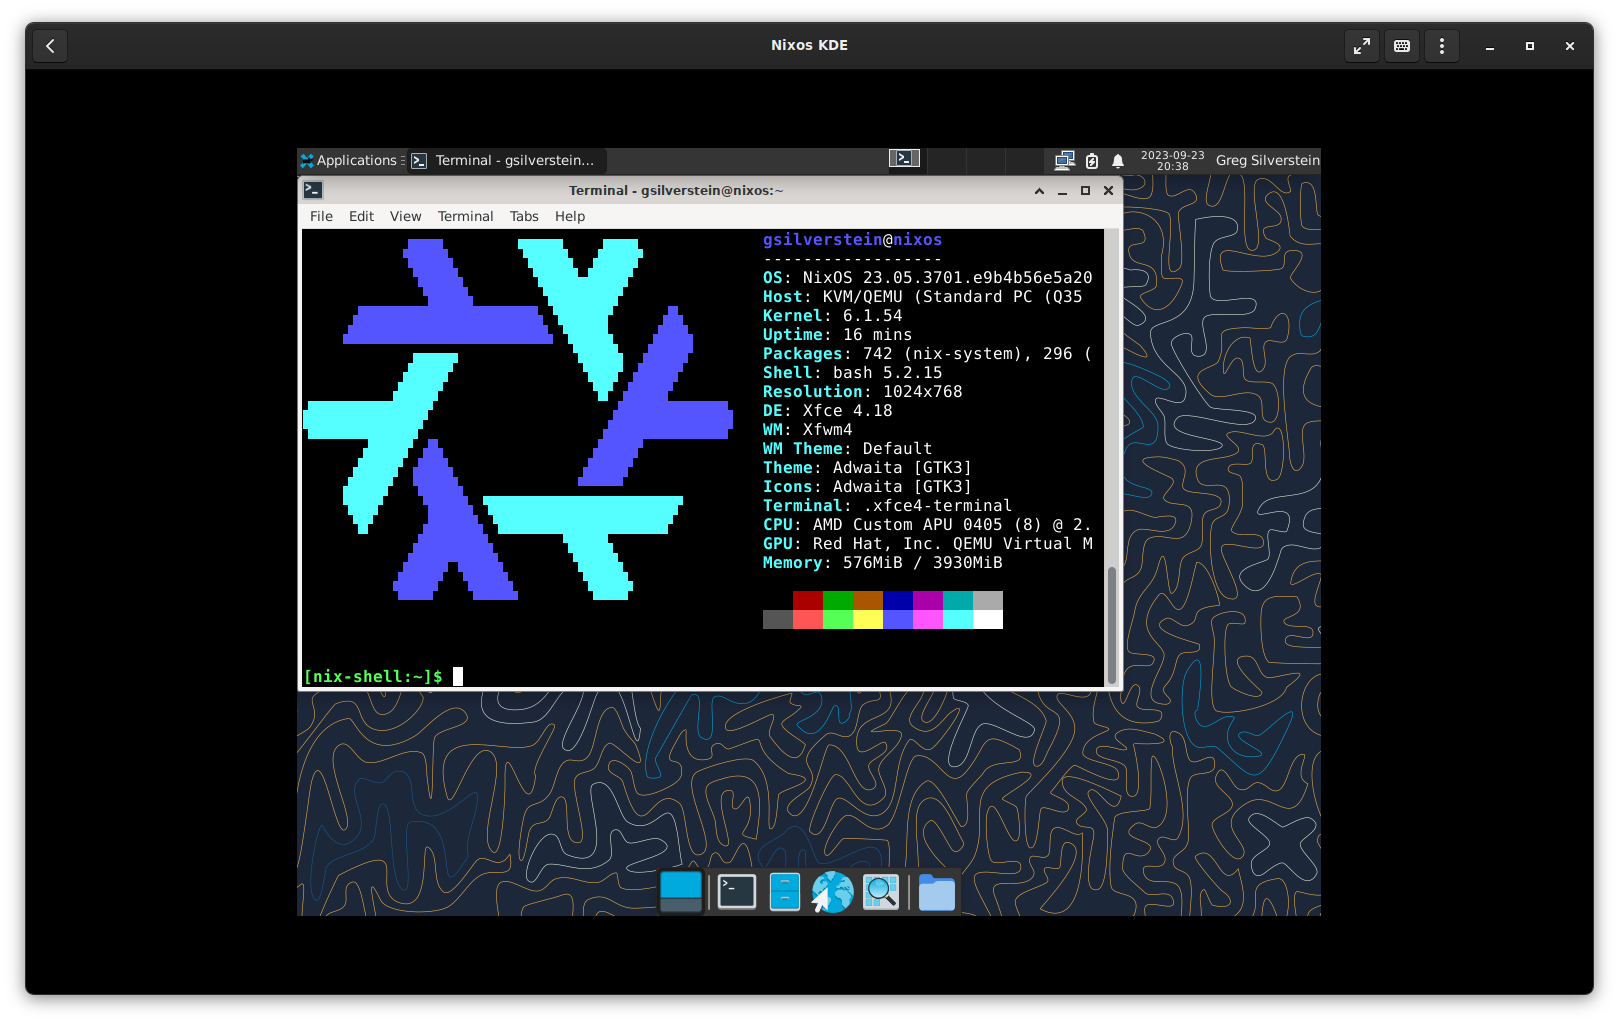 Nixos KDE
Applications
Terminal - gsilverstein...
2023-09-23
20:38
Greg Silverstein
Terminal - gsilverstein@nixos:~
File Edit View Terminal Tabs Help
gsilverstein@nixos
------------------
OS: NixOS 23.05.3701.e9b4b56e5a20
Host: KVM/QEMU (Standard PC (Q35
Kernel: 6.1.54
Uptime: 16 mins
Packages: 742 (nix-system), 296 (
Shell: bash 5.2.15
Resolution: 1024x768
DE: Xfce 4.18
WM: Xfwm4
WM Theme: Default
Theme: Adwaita [GTK3]
Icons: Adwaita [GTK3]
Terminal: .xfce4-terminal
CPU: AMD Custom APU 0405 (8) @ 2.
GPU: Red Hat, Inc. QEMU Virtual M
Memory: 576MiB / 3930MiB
[nix-shell:~]$